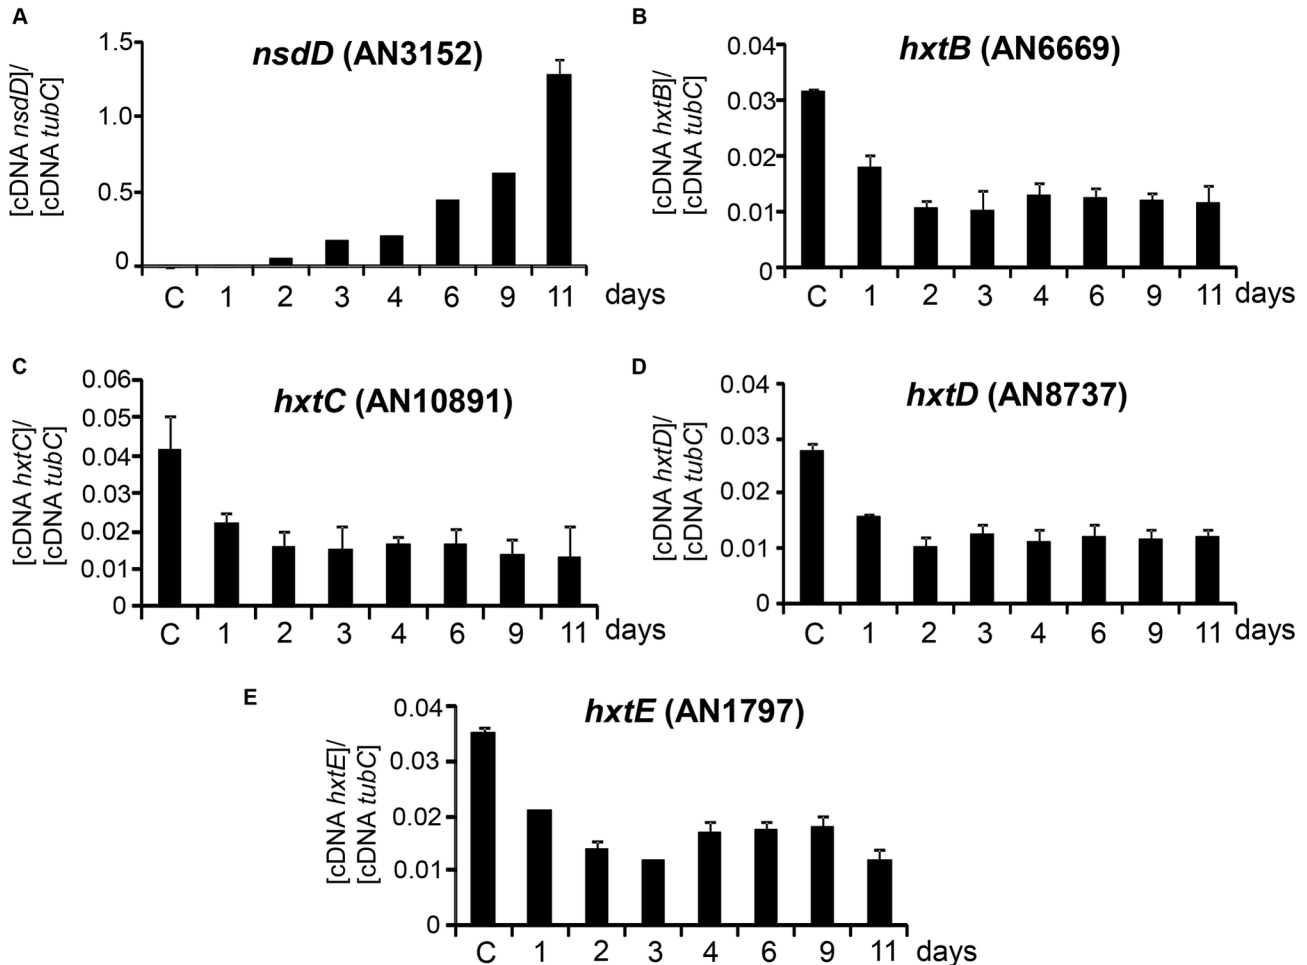 A
nsdD (AN3152)
[cDNA nsdD]/
[cDNA tubC]
1.5
1.0
0.5
0
C 1 2 3 4 6 9 11 days
B
hxtB (AN6669)
[cDNA hxtB]/
[cDNA tubC]
0.04
0.03
0.02
0.01
0
C 1 2 3 4 6 9 11 days
C
hxtC (AN10891)
[cDNA hxtC]/
[cDNA tubC]
0.06
0.05
0.04
0.03
0.02
0.01
0
C 1 2 3 4 6 9 11 days
D
hxtD (AN8737)
[cDNA hxtD]/
[cDNA tubC]
0.04
0.03
0.02
0.01
0
C 1 2 3 4 6 9 11 days
E
hxtE (AN1797)
[cDNA hxtE]/
[cDNA tubC]
0.04
0.03
0.02
0.01
0
C 1 2 3 4 6 9 11 days